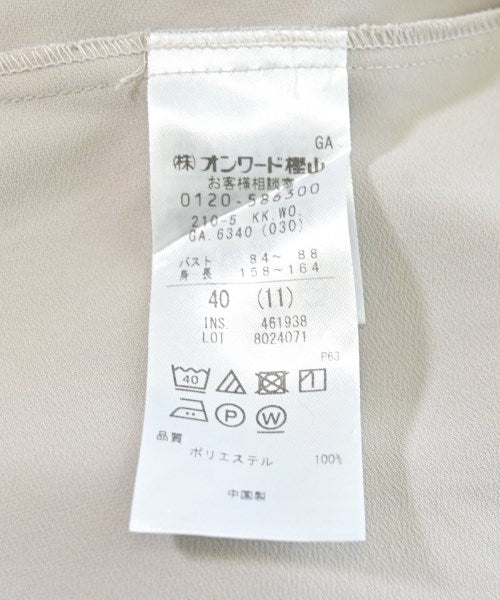 GA
㈱オンワード樫山
お客様相談室
0120-586300
210-5 KK.WO.
GA.6340 (030)
バスト 84～ 88
身長 158～164
40 (11)
INS. 461938
LOT 8024071
P63
40
P W
品質
ポリエステル 100%
中国製